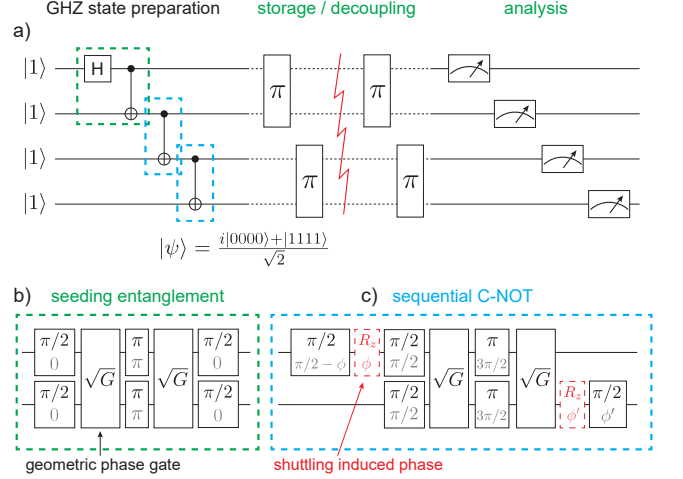 GHZ state preparation storage / decoupling analysis
a)
|1⟩ H
π π
|1⟩
|1⟩
π π
|1⟩
|ψ⟩ = i|0000⟩+|1111⟩ / √2
b) seeding entanglement c) sequential C-NOT
π/2 π π/2 π/2 R_z π/2 π
0 √G π √G 0 π/2 − ϕ ϕ π/2 √G 3π/2 √G
π/2 π π/2 π/2 π R_z π/2
0 π 0 π/2 3π/2 ϕ′ ϕ′
geometric phase gate shuttling induced phase